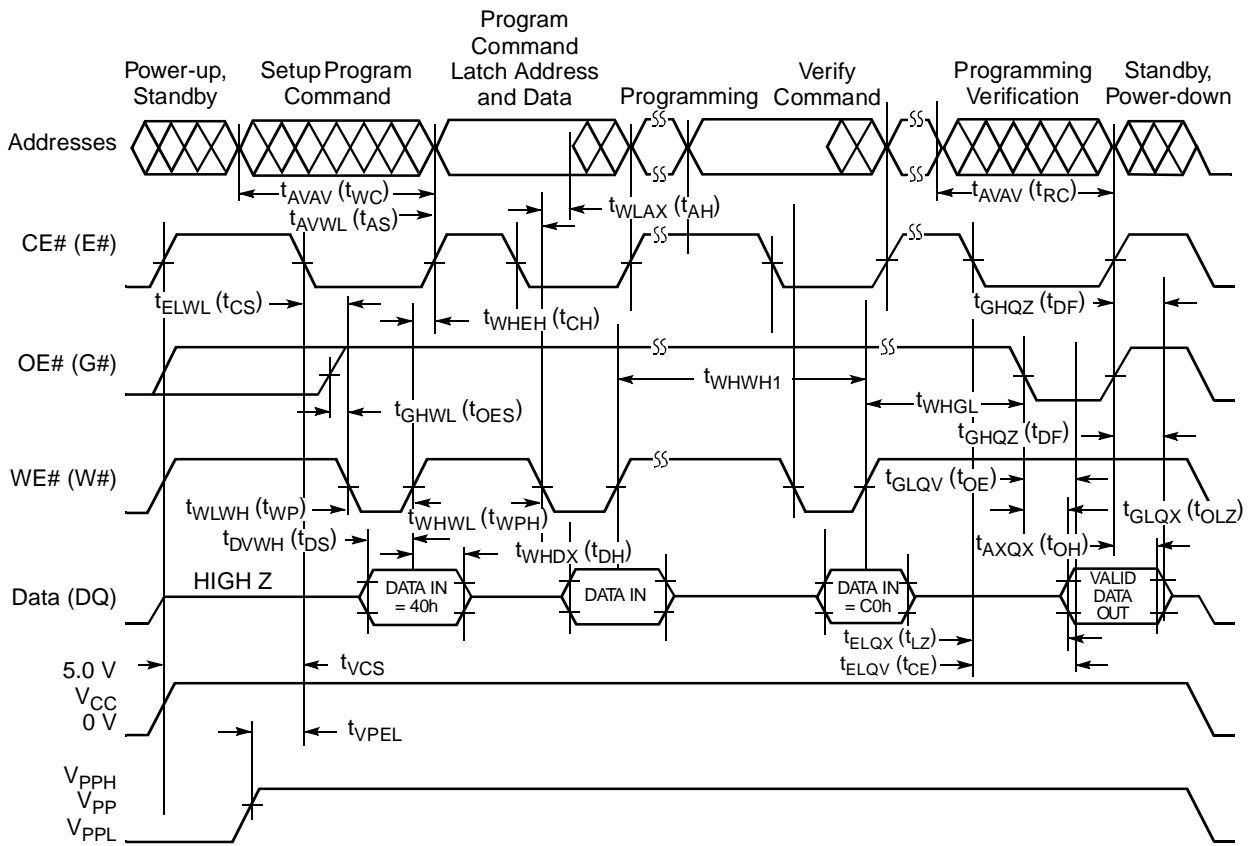 Power-up,
Standby
Setup Program
Command
Program
Command
Latch Address
and Data
Programming
Verify
Command
Programming
Verification
Standby,
Power-down
Addresses
tAVAV (tWC)
tAVWL (tAS)
tWLAX (tAH)
tAVAV (tRC)
CE# (E#)
tELWL (tCS)
tWHEH (tCH)
tGHQZ (tDF)
OE# (G#)
tWHWH1
tWHGL
tGHWL (tOES)
tGHQZ (tDF)
WE# (W#)
tGLQV (tOE)
tWLWH (tWP)
tWHWL (tWPH)
tGLQX (tOLZ)
tDVWH (tDS)
tWHDX (tDH)
tAXQX (tOH)
Data (DQ)
HIGH Z
DATA IN
= 40h
DATA IN
DATA IN
= C0h
VALID
DATA
OUT
tELQX (tLZ)
tELQV (tCE)
5.0 V
VCC
0 V
tVCS
tVPEL
VPPH
VPP
VPPL